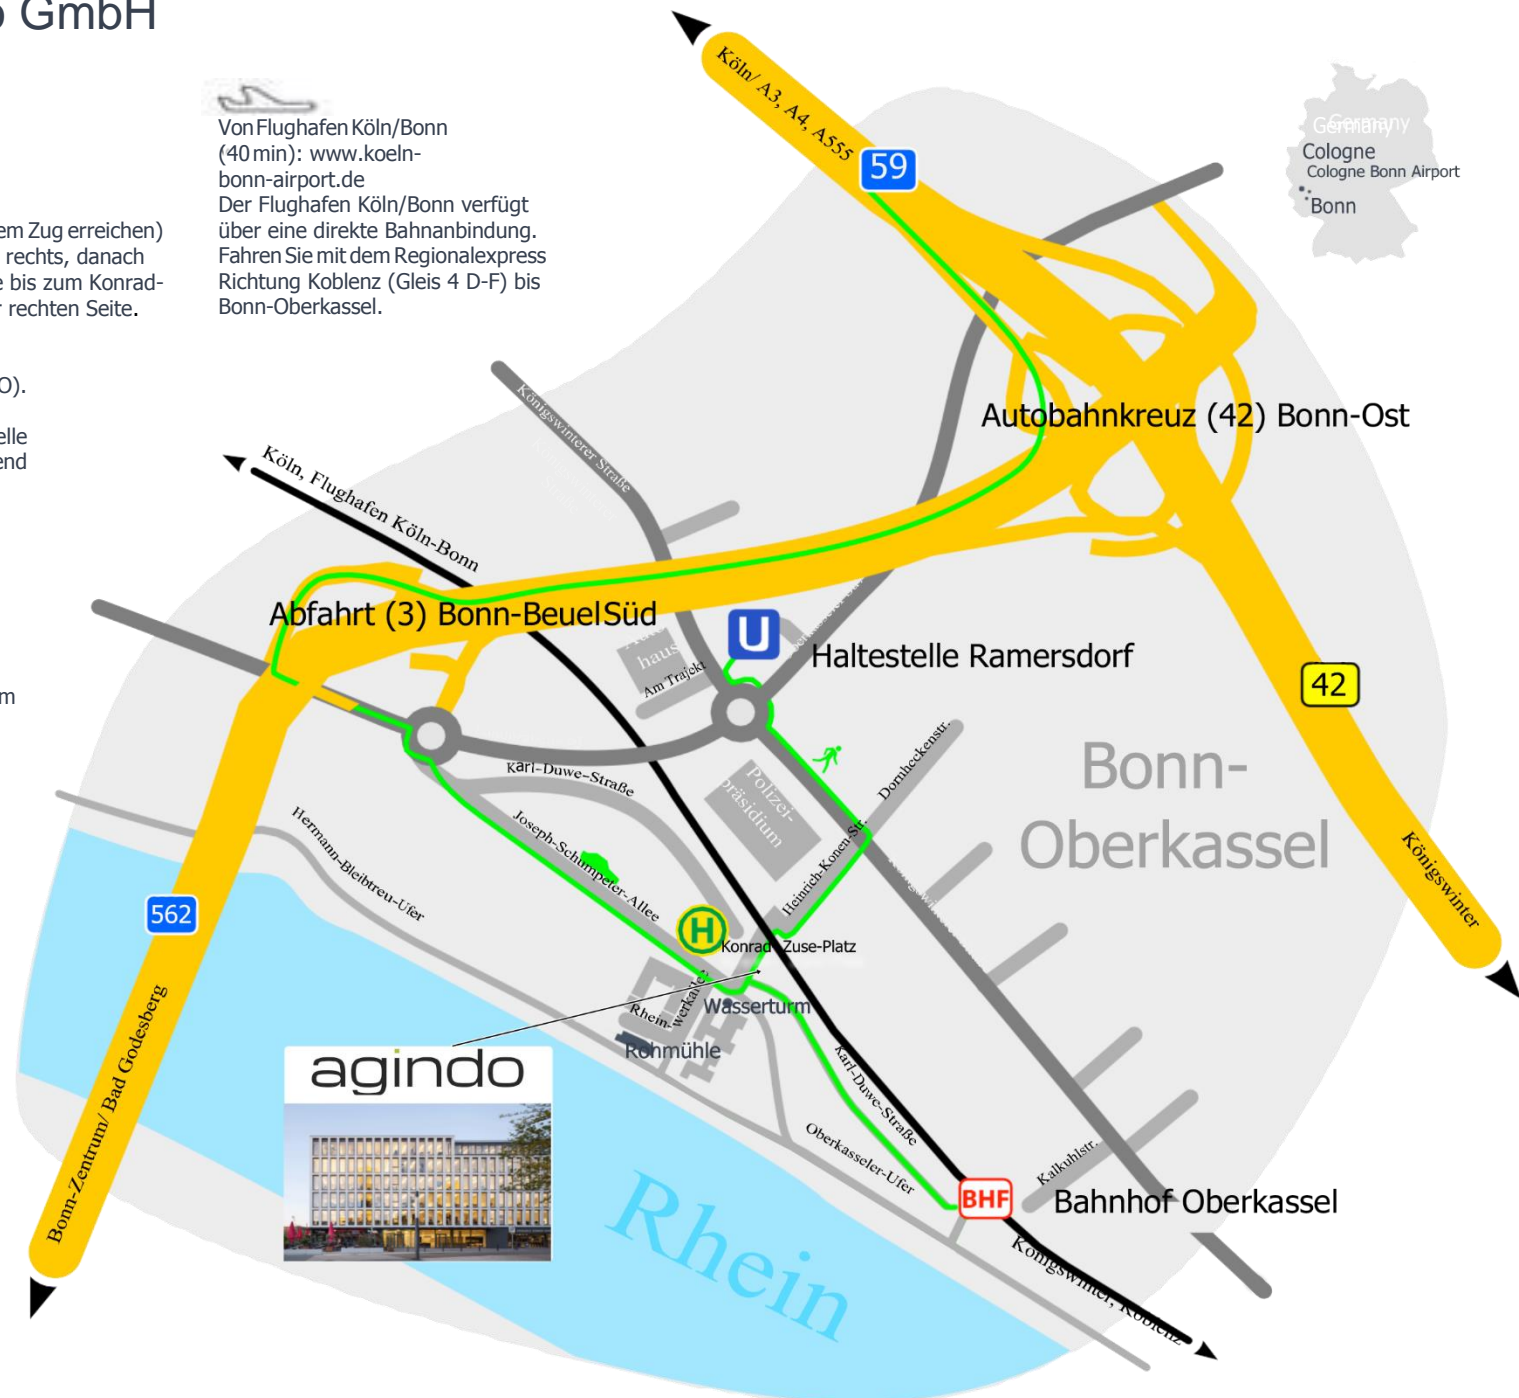 GmbH
Von Flughafen Köln/Bonn
(40 min): www.koeln-
bonn-airport.de
Der Flughafen Köln/Bonn verfügt
über eine direkte Bahnanbindung.
Fahren Sie mit dem Regionalexpress
Richtung Koblenz (Gleis 4 D-F) bis
Bonn-Oberkassel.
em Zug erreichen)
rechts, danach
e bis zum Konrad-
r rechten Seite.
O).
elle
end
m
Köln/ A3, A4, A555
59
Germany
Cologne
Cologne Bonn Airport
Bonn
Autobahnkreuz (42) Bonn-Ost
Königswinterer Straße
Köln, Flughafen Köln-Bonn
Abfahrt (3) Bonn-Beuel Süd
haus
Am Trajekt
U
Haltestelle Ramersdorf
42
Bonn-
Oberkassel
Königswinter
Karl-Duwe-Straße
Polizei-
präsidium
Dornheckenstr.
Heinrich-Konen-Str.
Joseph-Schumpeter-Allee
Hermann-Bleibtreu-Ufer
562
H
Konrad-Zuse-Platz
Wasserturm
Rhein-
werkallee
Rohmühle
Bonn-Zentrum/ Bad Godesberg
agindo
Karl-Duwe-Straße
Oberkasseler-Ufer
Kalkuhlstr.
BHF
Bahnhof Oberkassel
Rhein
Königswinter, Koblenz